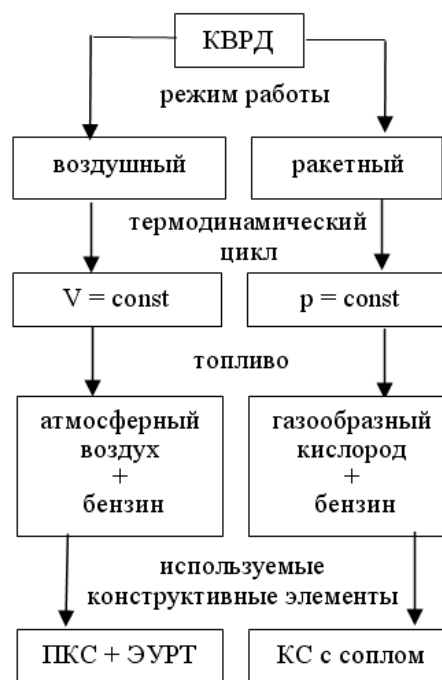 КВРД
режим работы
воздушный
ракетный
термодинамический
цикл
V = const
p = const
топливо
атмосферный
воздух
+
бензин
газообразный
кислород
+
бензин
используемые
конструктивные элементы
ПКС + ЭУРТ
КС с соплом